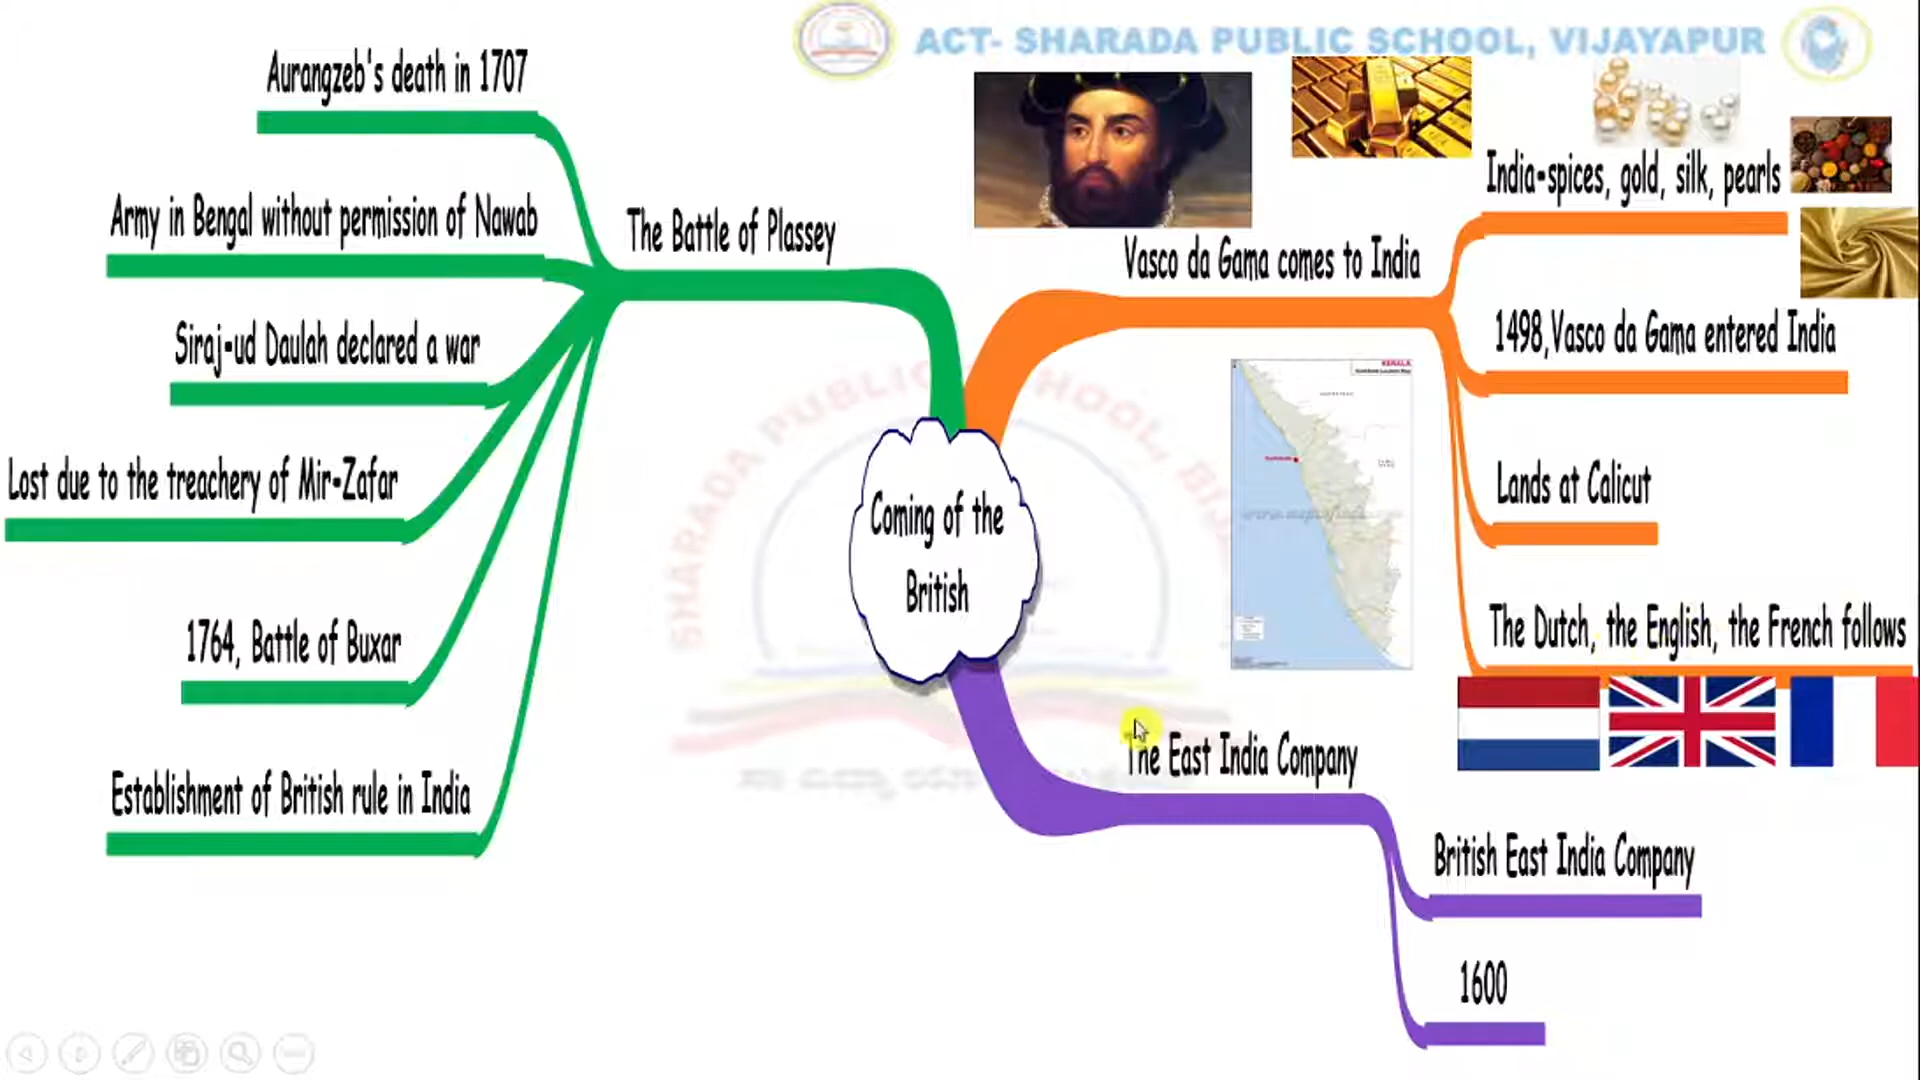 ACT- SHARADA PUBLIC SCHOOL, VIJAYAPUR
Coming of the
British
Vasco da Gama comes to India
India-spices, gold, silk, pearls
1498,Vasco da Gama entered India
Lands at Calicut
The Dutch, the English, the French follows
The East India Company
British East India Company
1600
The Battle of Plassey
Aurangzeb's death in 1707
Army in Bengal without permission of Nawab
Siraj-ud Daulah declared a war
Lost due to the treachery of Mir-Zafar
1764, Battle of Buxar
Establishment of British rule in India
KERALA
SHARADA PUBLIC SCHOOL,